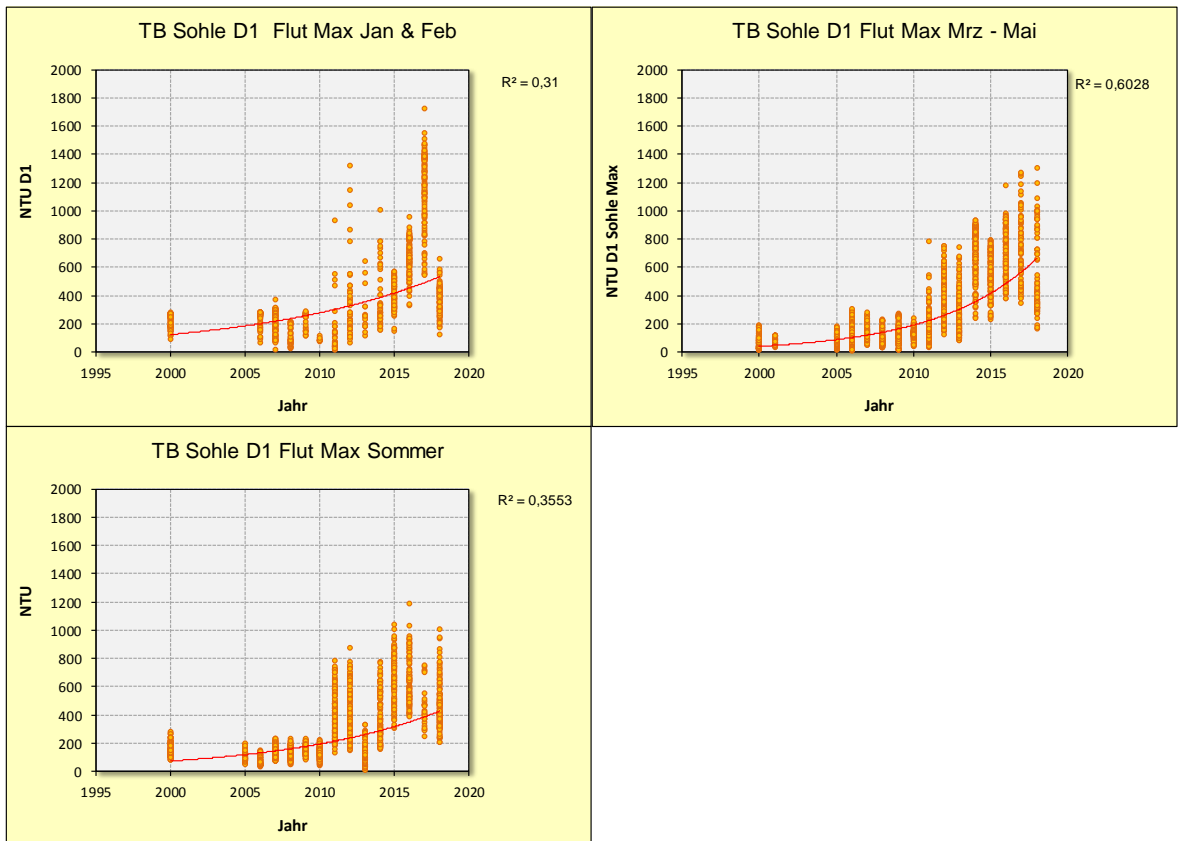 TB Sohle D1 Flut Max Jan & Feb
R² = 0,31
NTU D1
2000
1800
1600
1400
1200
1000
800
600
400
200
0
1995 2000 2005 2010 2015 2020
Jahr
TB Sohle D1 Flut Max Mrz - Mai
R² = 0,6028
NTU D1 Sohle Max
2000
1800
1600
1400
1200
1000
800
600
400
200
0
1995 2000 2005 2010 2015 2020
Jahr
TB Sohle D1 Flut Max Sommer
R² = 0,3553
NTU
2000
1800
1600
1400
1200
1000
800
600
400
200
0
1995 2000 2005 2010 2015 2020
Jahr